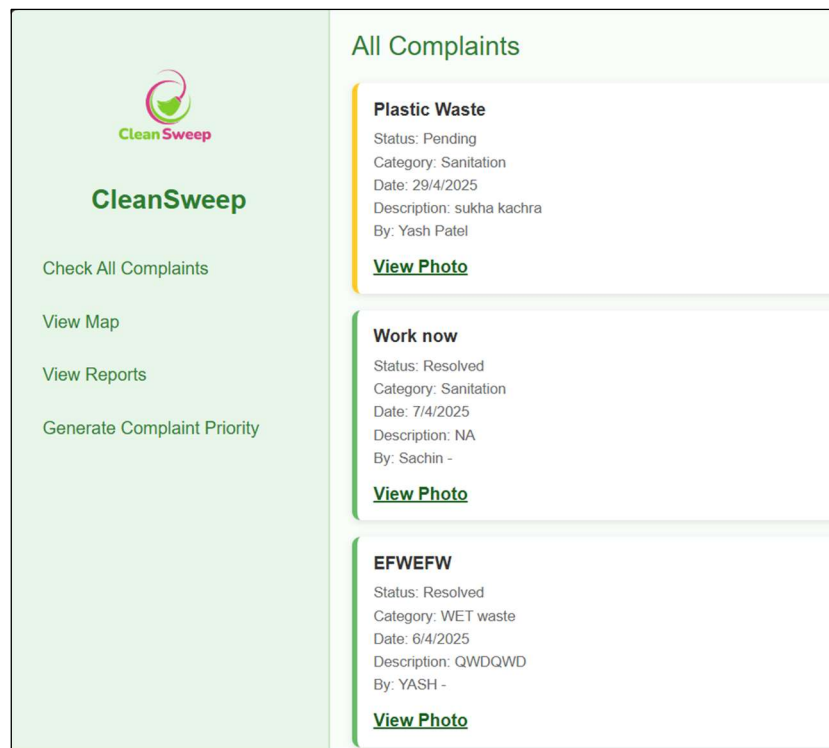 CleanSweep
CleanSweep
Check All Complaints
View Map
View Reports
Generate Complaint Priority
All Complaints
Plastic Waste
Status: Pending
Category: Sanitation
Date: 29/4/2025
Description: sukha kachra
By: Yash Patel
View Photo
Work now
Status: Resolved
Category: Sanitation
Date: 7/4/2025
Description: NA
By: Sachin -
View Photo
EFWEFW
Status: Resolved
Category: WET waste
Date: 6/4/2025
Description: QWDQWD
By: YASH -
View Photo